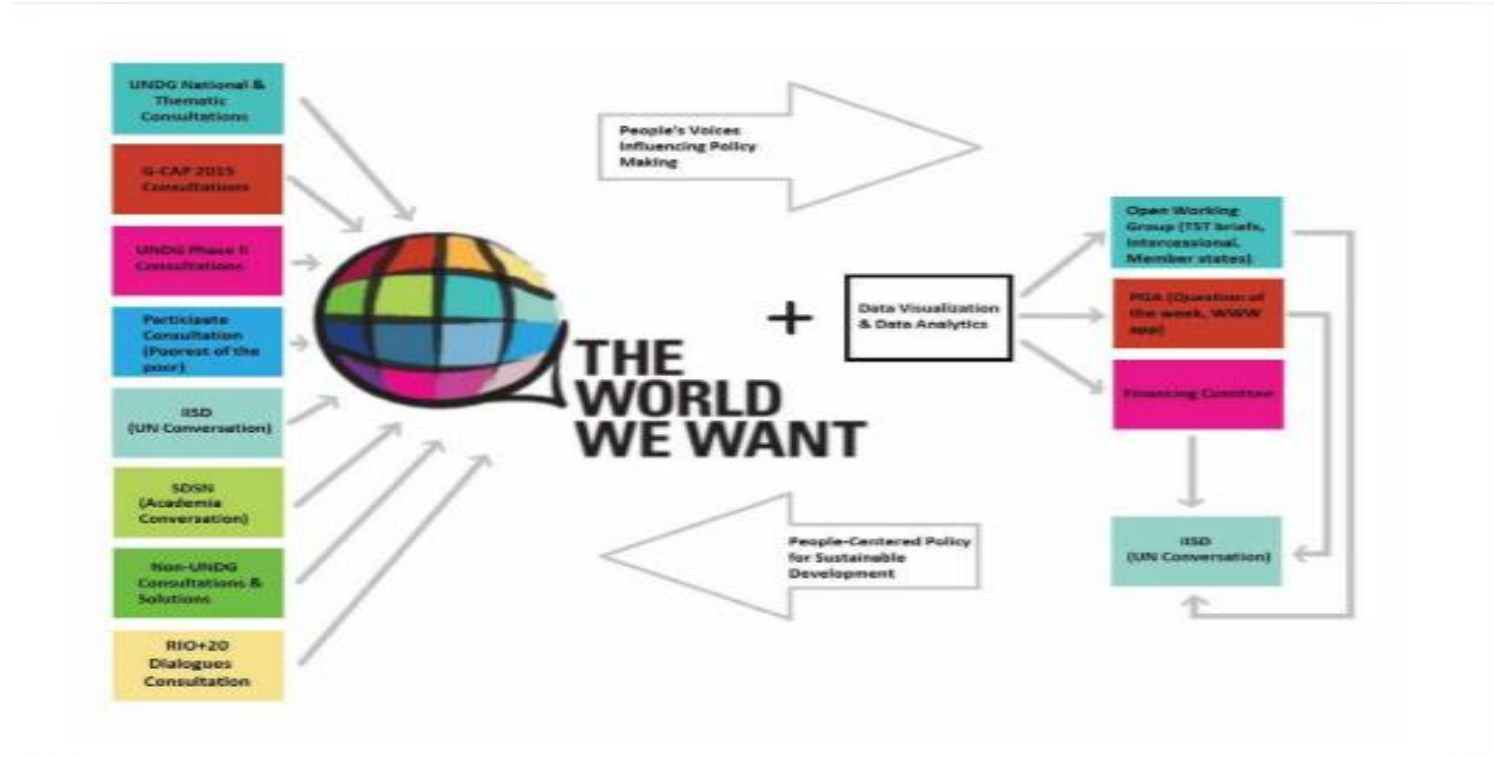 UNDG National &
Thematic
Consultations
G-CAP 2015
Consultations
UNDG Phase II
Consultations
Participate
Consultation
(Puorest of the
poor)
IISD
(UN Conversation)
SDSN
(Academia
Conversation)
Non-UNDG
Consultations &
Solutions
RIO+20
Dialogues
Consultation
People's Voices
Influencing Policy
Making
THE
WORLD
WE WANT
+
Data Visualization
& Data Analytics
People-Centered Policy
for Sustainable
Development
Open Working
Group (TST briefs,
Intercessional,
Member states)
PGA (Question of
the week, WWW
app)
Financing Comittee
IISD
(UN Conversation)